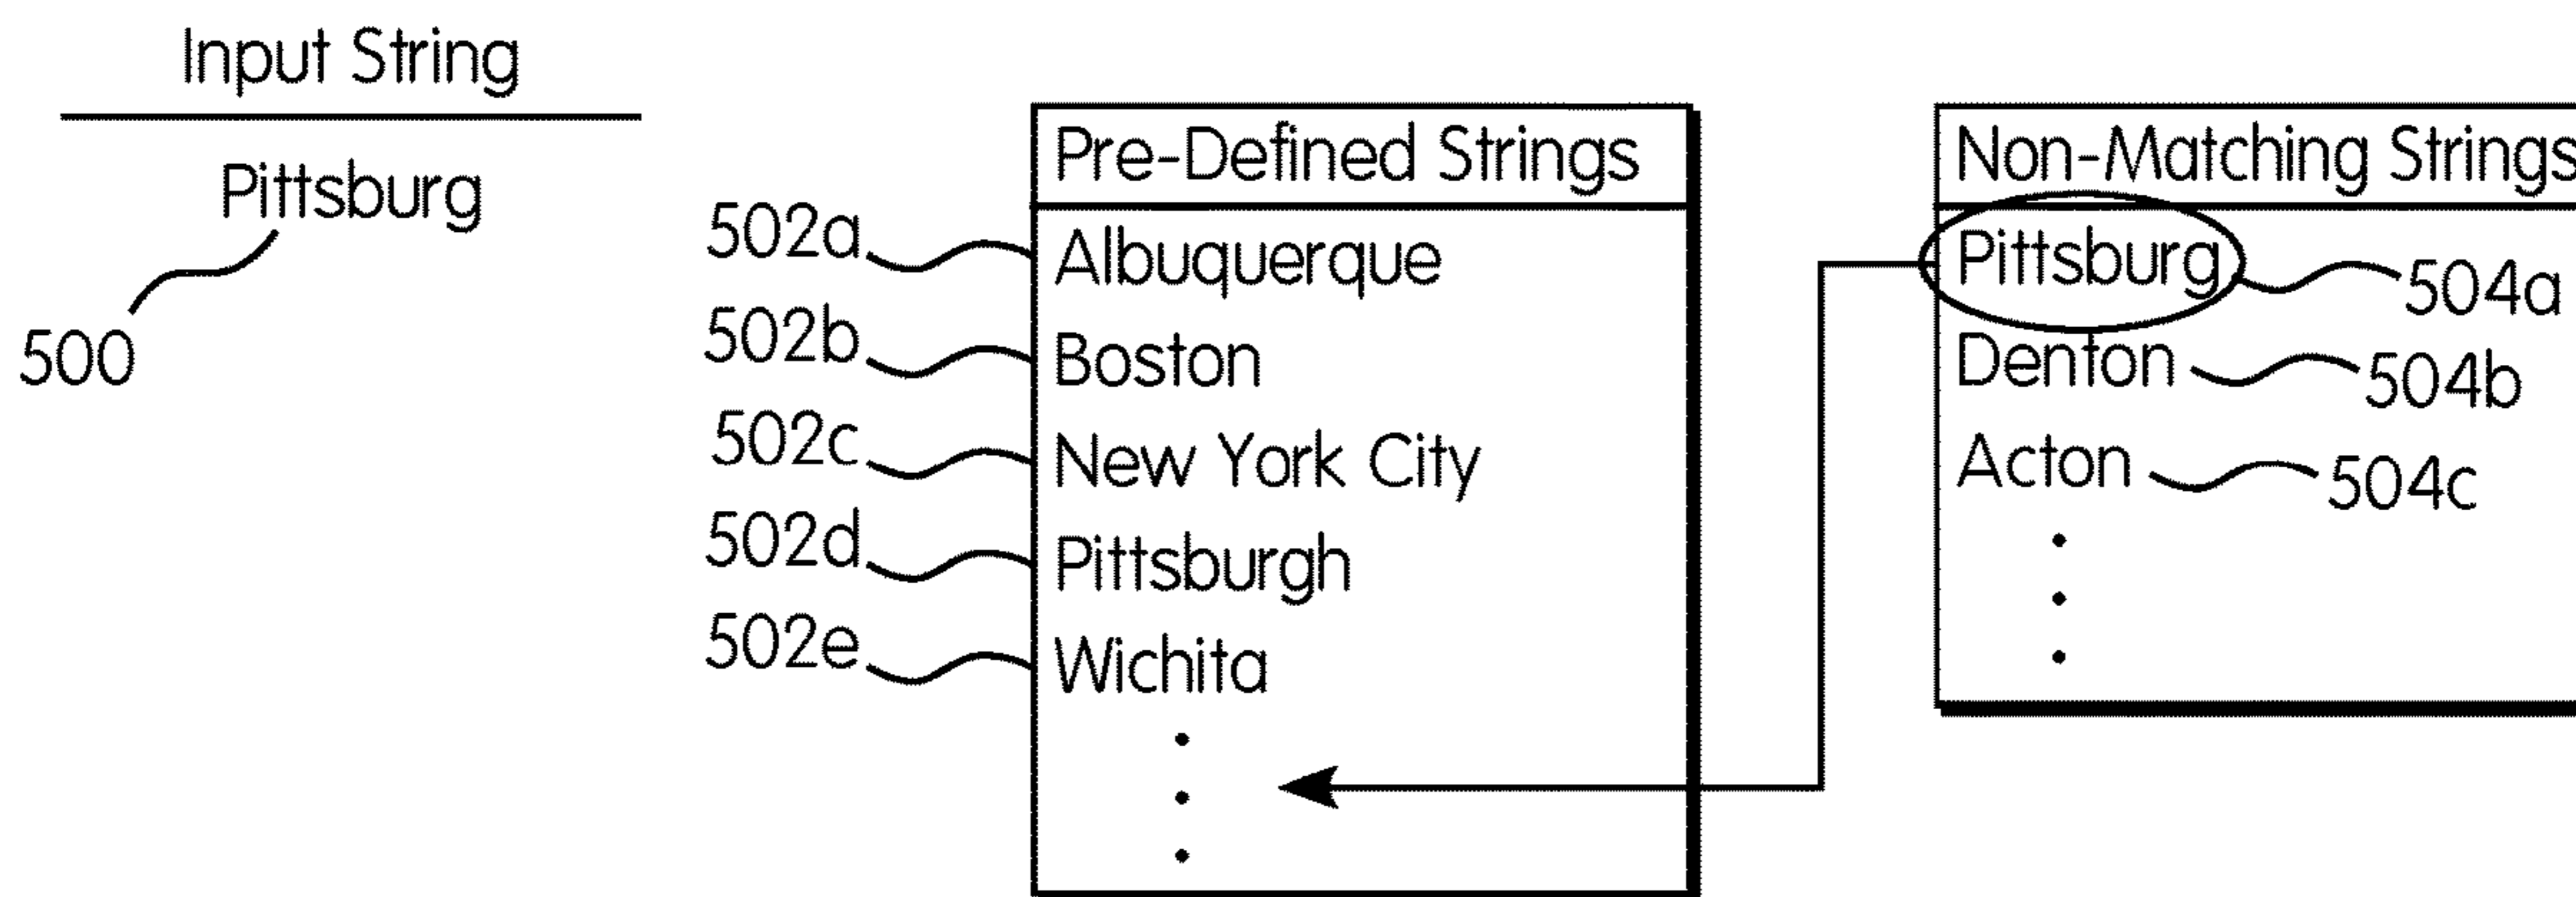 Input String
Pittsburg
500
Pre-Defined Strings
502a Albuquerque
502b Boston
502c New York City
502d Pittsburgh
502e Wichita
Non-Matching Strings
Pittsburg 504a
Denton 504b
Acton 504c